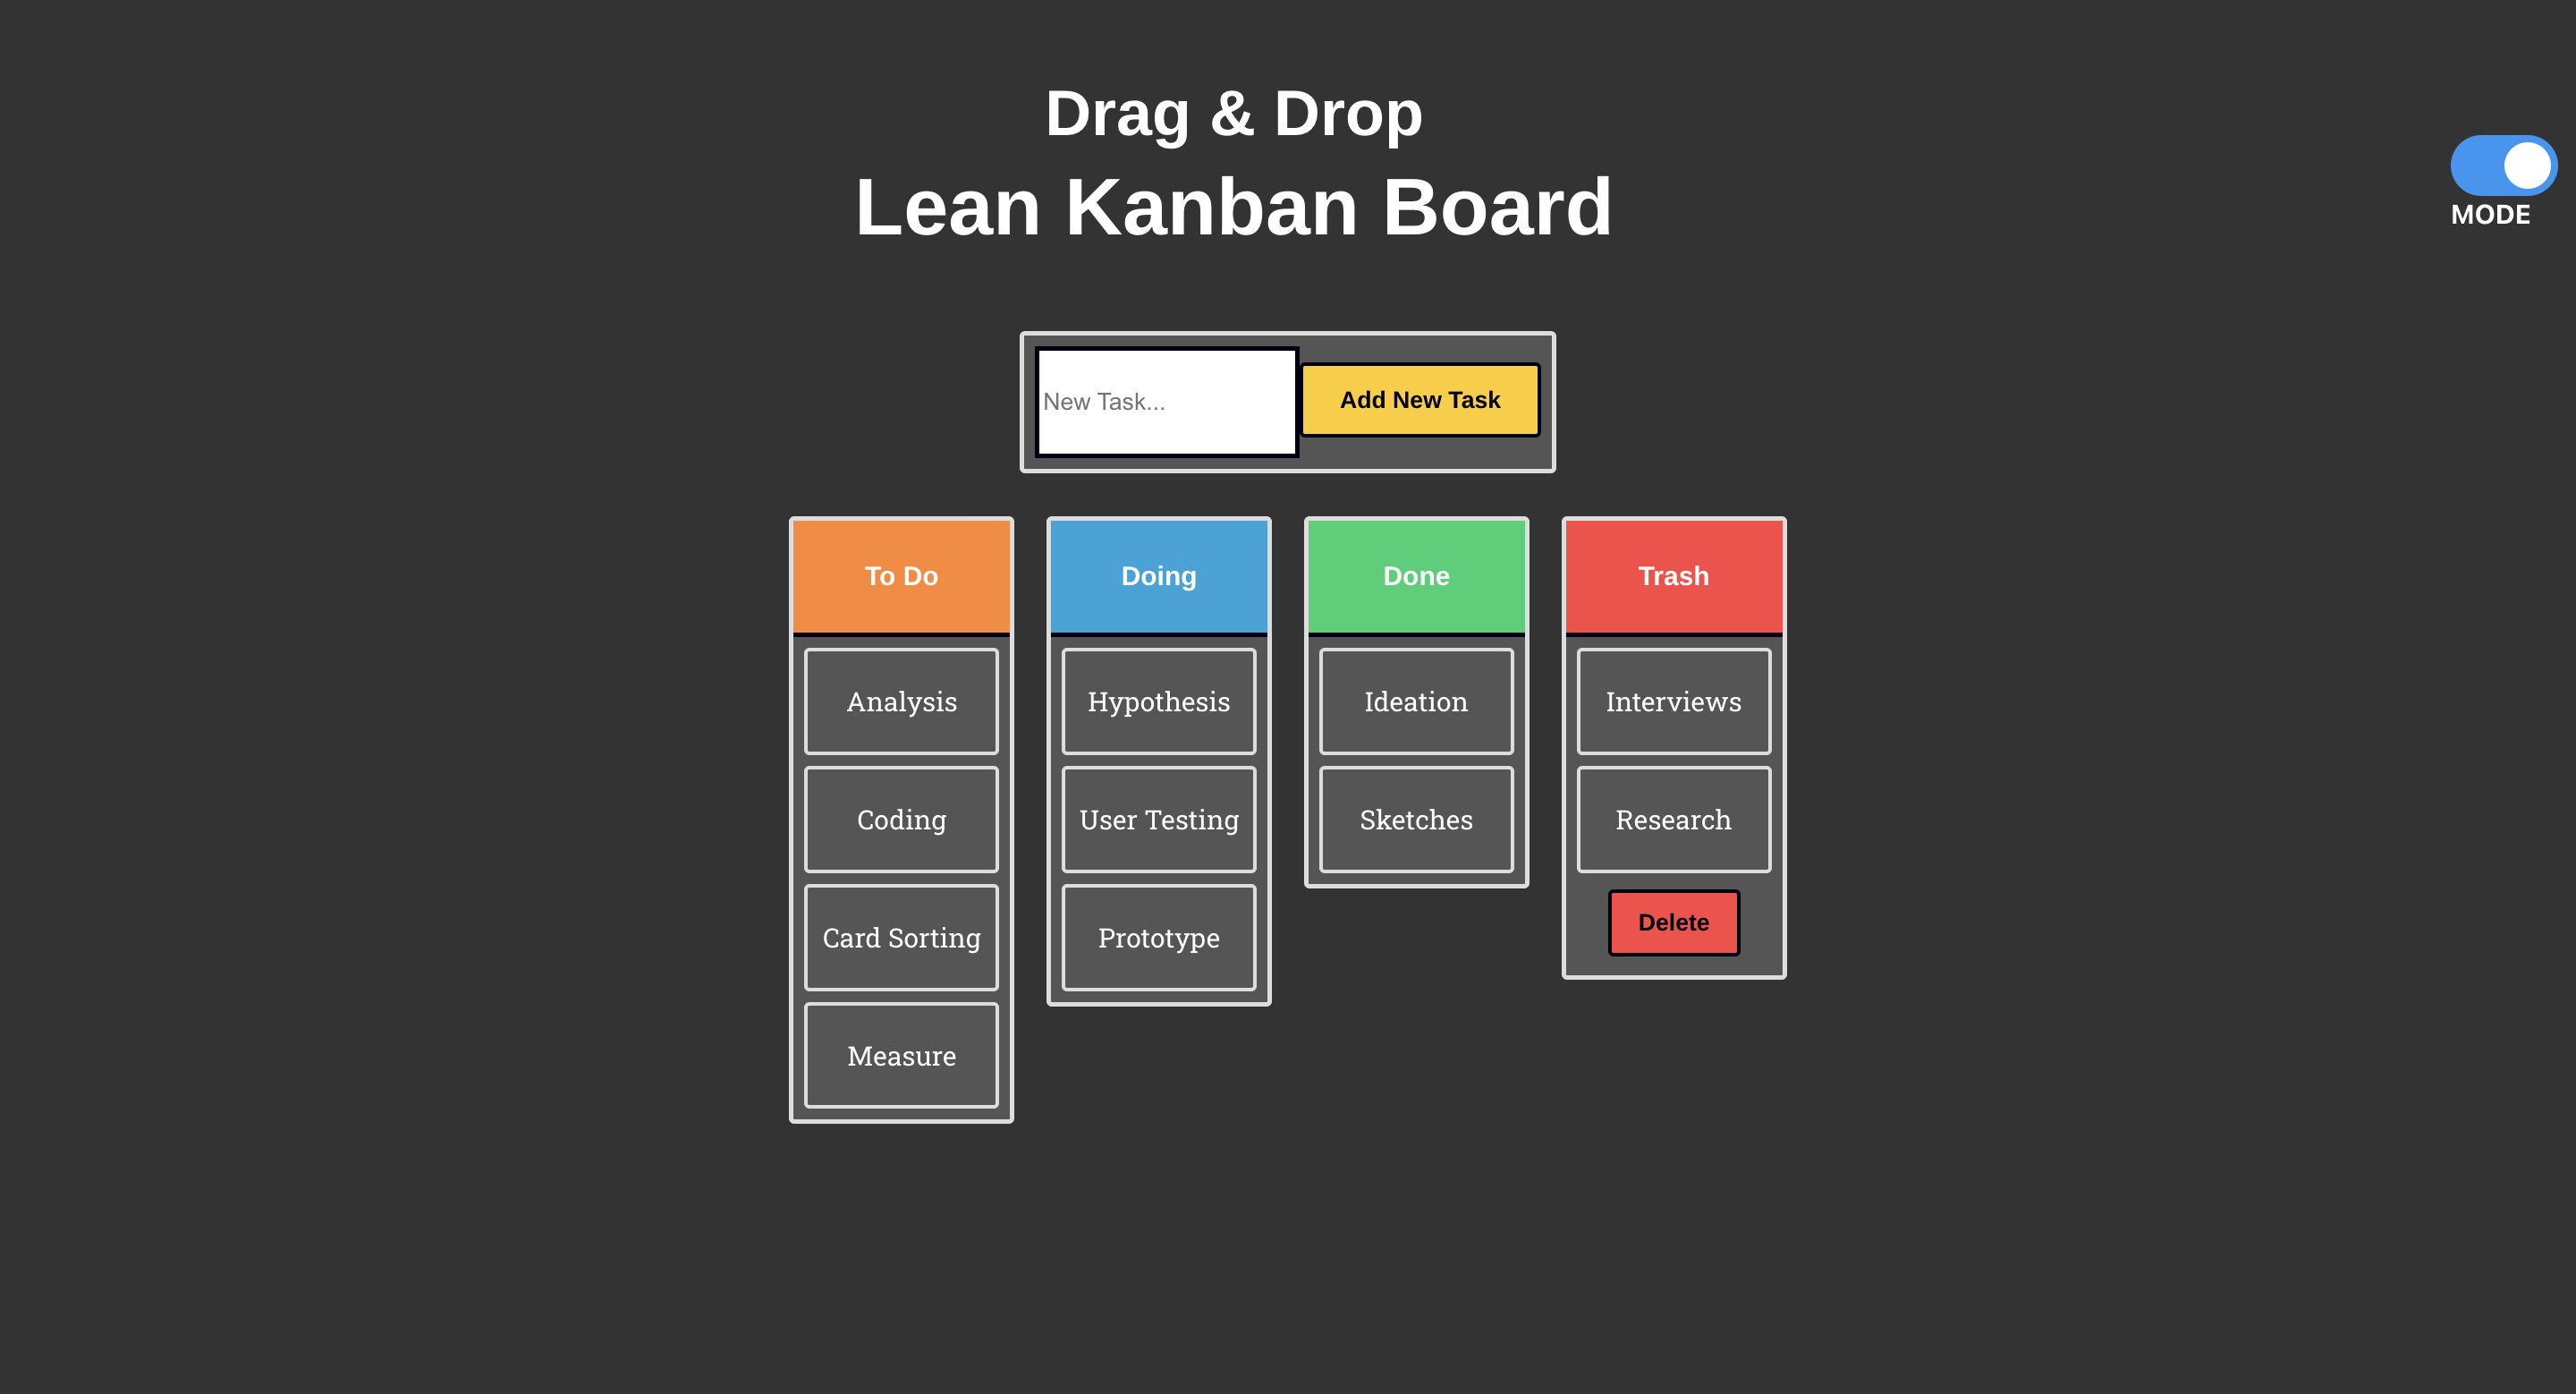 Drag & Drop
Lean Kanban Board
MODE
New Task...
Add New Task
To Do
Analysis
Coding
Card Sorting
Measure
Doing
Hypothesis
User Testing
Prototype
Done
Ideation
Sketches
Trash
Interviews
Research
Delete